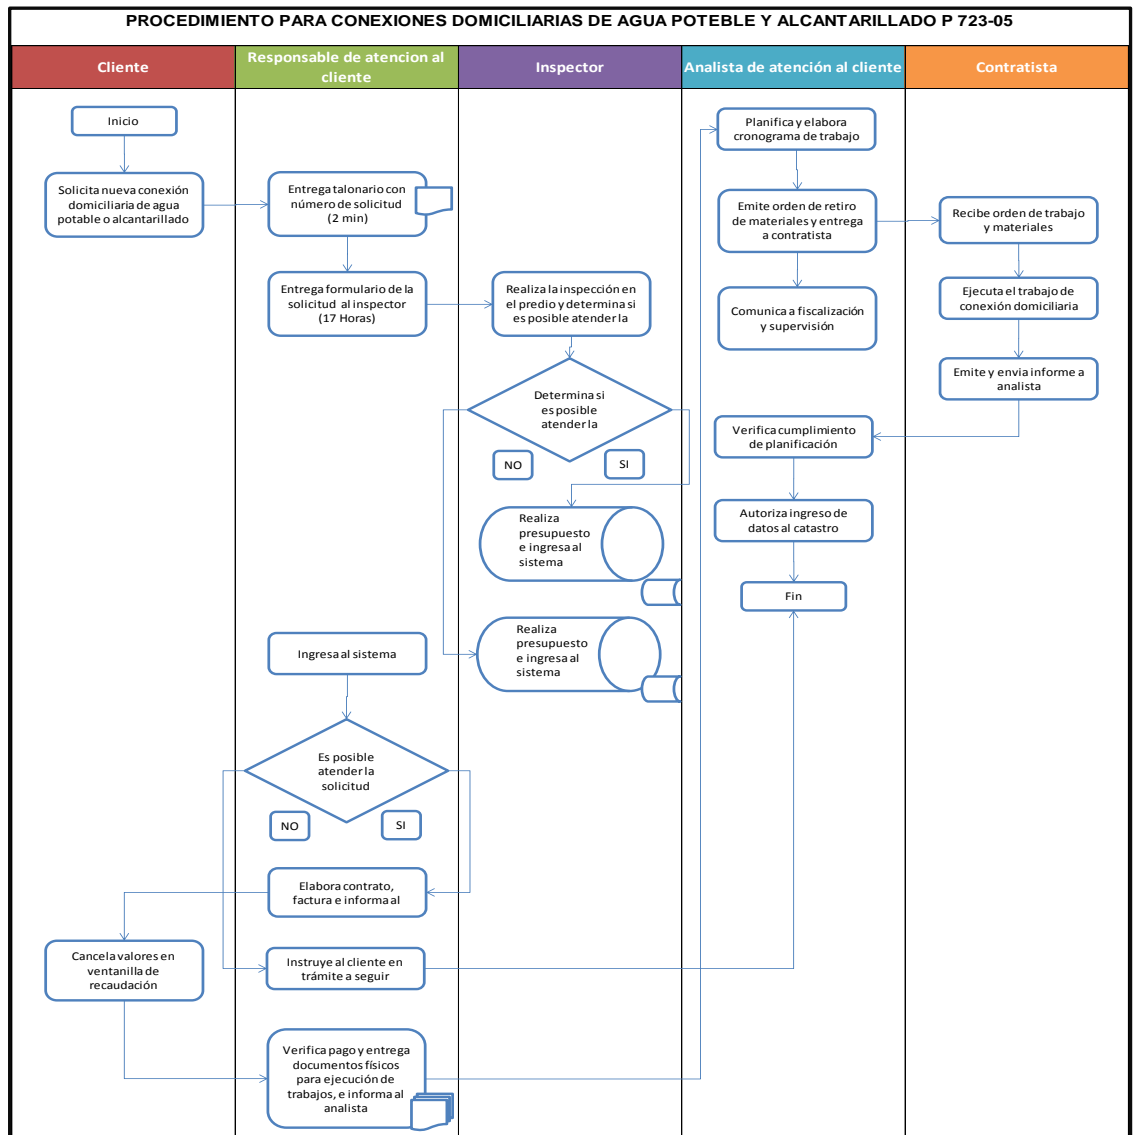 PROCEDIMIENTO PARA CONEXIONES DOMICILIARIAS DE AGUA POTEBLE Y ALCANTARILLADO P 723-05
Cliente
Responsable de atencion al
cliente
Inspector
Analista de atención al cliente
Contratista
Inicio
Solicita nueva conexión
domiciliaria de agua
potable o alcantarillado
Entrega talonario con
número de solicitud
(2 min)
Entrega formulario de la
solicitud al inspector
(17 Horas)
Realiza la inspección en
el predio y determina si
es posible atender la
Determina si
es posible
atender la
NO
SI
Realiza
presupuesto
e ingresa al
sistema
Realiza
presupuesto
e ingresa al
sistema
Planifica y elabora
cronograma de trabajo
Emite orden de retiro
de materiales y entrega
a contratista
Comunica a fiscalización
y supervisión
Recibe orden de trabajo
y materiales
Ejecuta el trabajo de
conexión domiciliaria
Emite y envia informe a
analista
Verifica cumplimiento
de planificación
Autoriza ingreso de
datos al catastro
Fin
Ingresa al sistema
Es posible
atender la
solicitud
NO
SI
Elabora contrato,
factura e informa al
Cancela valores en
ventanilla de
recaudación
Instruye al cliente en
trámite a seguir
Verifica pago y entrega
documentos físicos
para ejecución de
trabajos, e informa al
analista